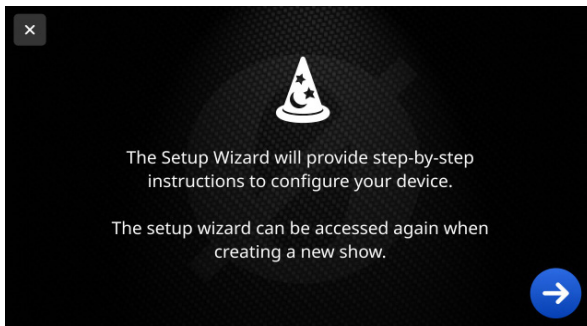 The Setup Wizard will provide step-by-step
instructions to configure your device.
The setup wizard can be accessed again when
creating a new show.